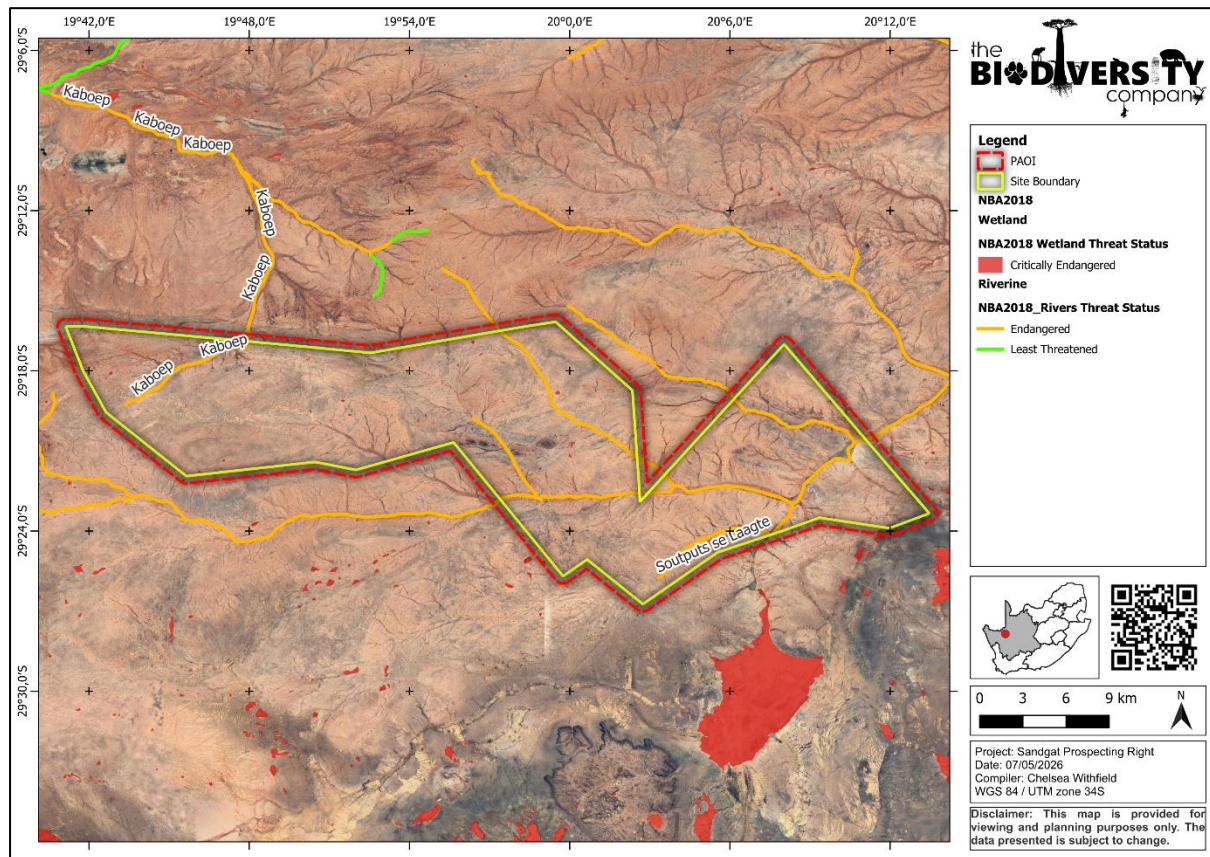 19°42,0'E 19°48,0'E 19°54,0'E 20°00,0'E 20°06,0'E 20°12,0'E
29°6,0'S
29°12,0'S
29°18,0'S
29°24,0'S
29°30,0'S
Kaboep
Kaboep
Kaboep
Kaboep
Kaboep
Kaboep
Kaboep
Soutputs se Laagte
the
BIODIVERSITY
company
Legend
PAOI
Site Boundary
NBA2018
Wetland
NBA2018 Wetland Threat Status
Critically Endangered
Riverine
NBA2018_Rivers Threat Status
Endangered
Least Threatened
0 3 6 9 km
N
Project: Sandgat Prospecting Right
Date: 07/05/2026
Compiler: Chelsea Withfield
WGS 84 / UTM zone 34S
Disclaimer: This map is provided for
viewing and planning purposes only. The
data presented is subject to change.